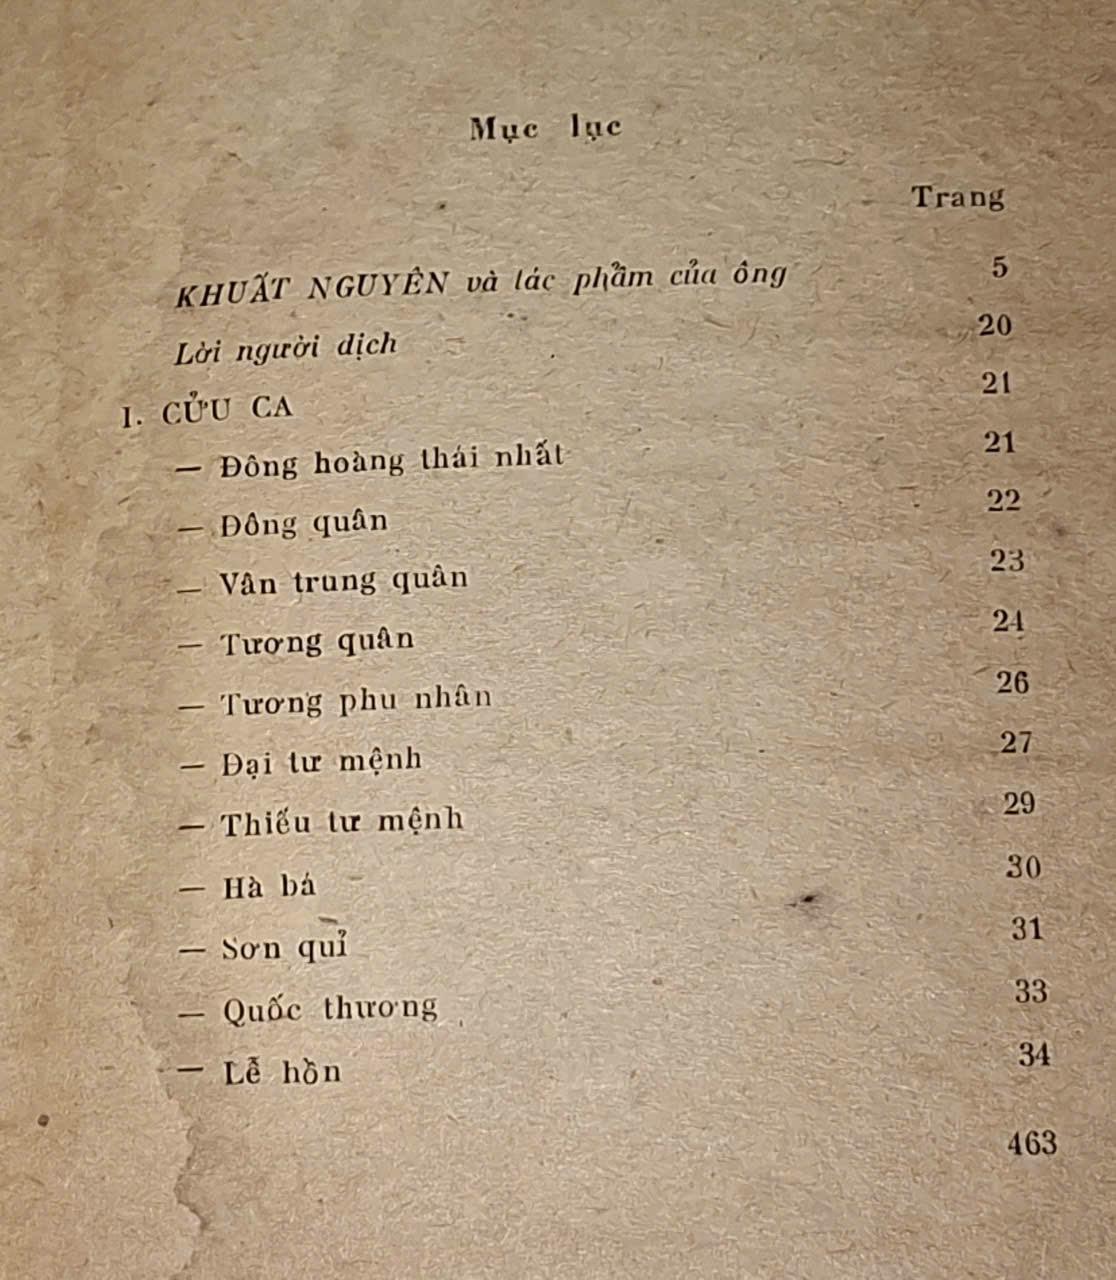 Mục lục
Trang
KHUẤT NGUYÊN và tác phẩm của ông 5
Lời người dịch 20
I. CỬU CA 21
— Đông hoàng thái nhất 21
— Đông quân 22
— Vân trung quân 23
— Tương quân 24
— Tương phu nhân 26
— Đại tư mệnh 27
— Thiếu tư mệnh 29
— Hà bá 30
— Sơn quỉ 31
— Quốc thương 33
— Lễ hồn 34
463